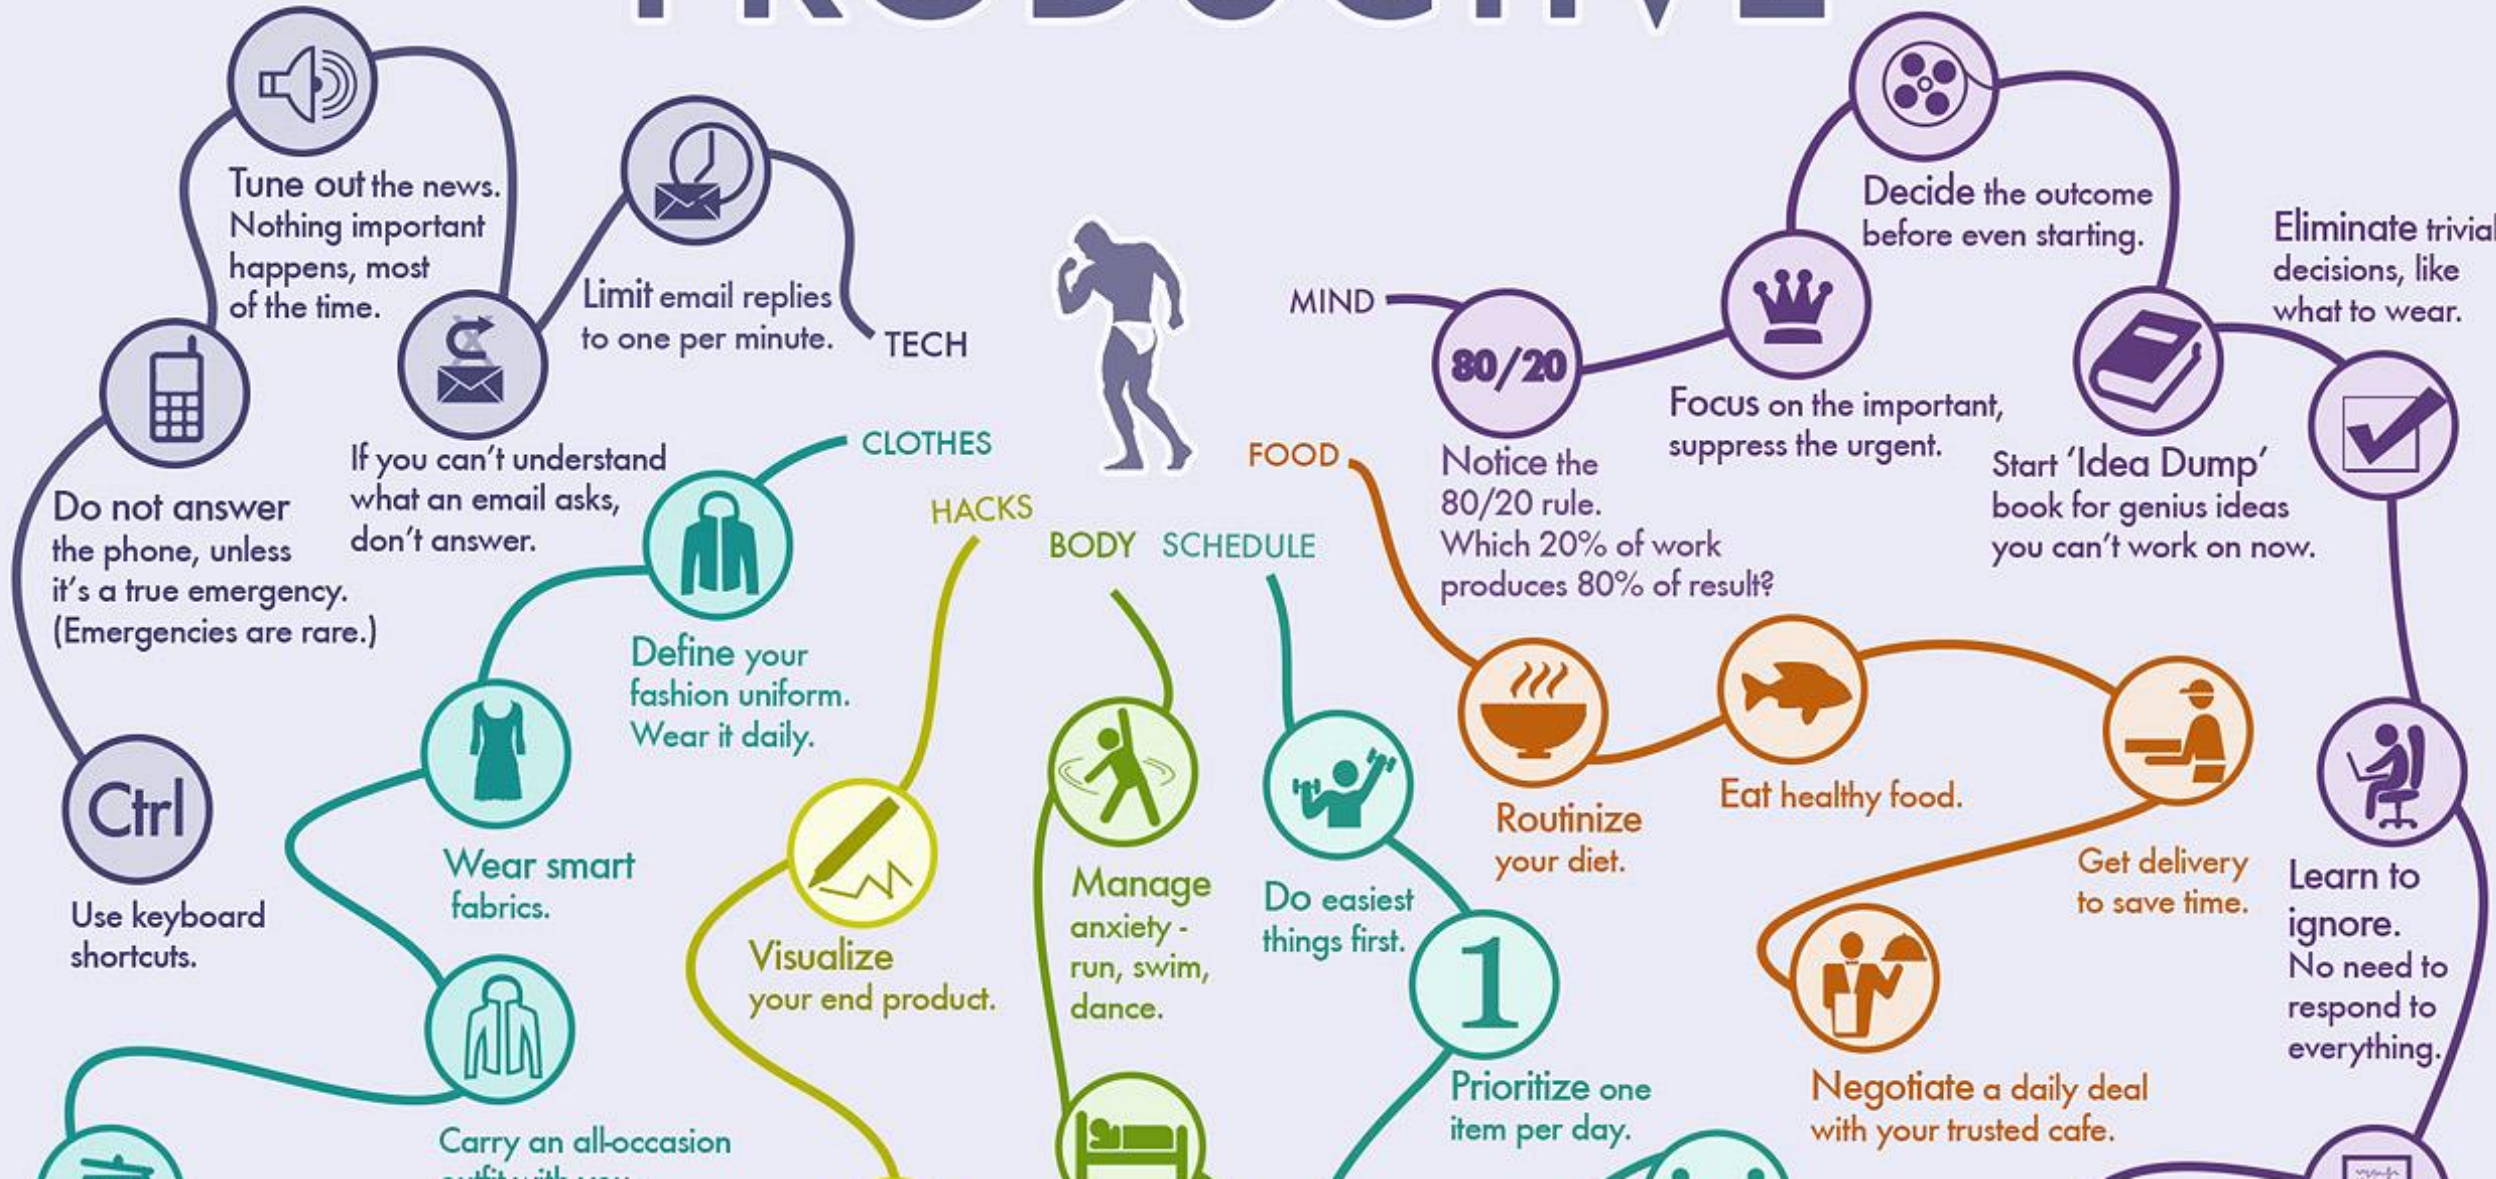 PRODUCTIVE
Tune out the news.
Nothing important
happens, most
of the time.
Limit email replies
to one per minute.
TECH
If you can't understand
what an email asks,
don't answer.
Do not answer
the phone, unless
it's a true emergency.
(Emergencies are rare.)
Ctrl
Use keyboard
shortcuts.
CLOTHES
Define your
fashion uniform.
Wear it daily.
Wear smart
fabrics.
Carry an all-occasion
outfit with you
HACKS
Visualize
your end product.
BODY
Manage
anxiety -
run, swim,
dance.
SCHEDULE
Do easiest
things first.
1
Prioritize one
item per day.
FOOD
Routinize
your diet.
Eat healthy food.
Get delivery
to save time.
Negotiate a daily deal
with your trusted cafe.
MIND
80/20
Notice the
80/20 rule.
Which 20% of work
produces 80% of result?
Focus on the important,
suppress the urgent.
Decide the outcome
before even starting.
Start 'Idea Dump'
book for genius ideas
you can't work on now.
Eliminate trivial
decisions, like
what to wear.
Learn to
ignore.
No need to
respond to
everything.